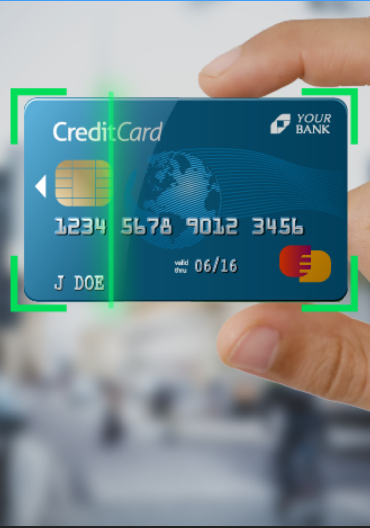 CreditCard
YOUR
BANK
1234 5678 9012 3456
valid
thru
06/16
J DOE